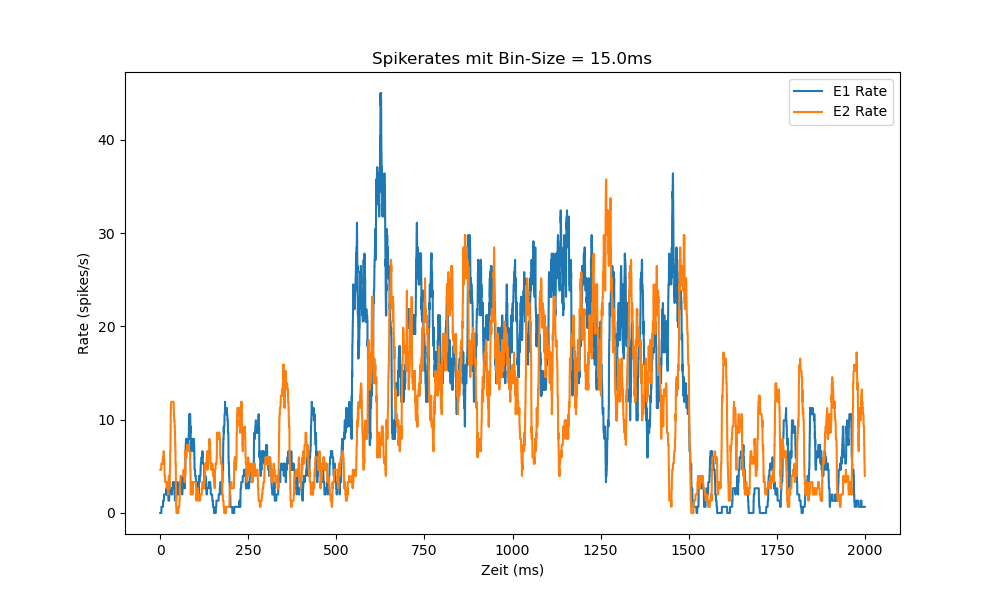 Spikerates mit Bin-Size = 15.0ms
E1 Rate
E2 Rate
40
30
20
10
0
Rate (spikes/s)
0 250 500 750 1000 1250 1500 1750 2000
Zeit (ms)